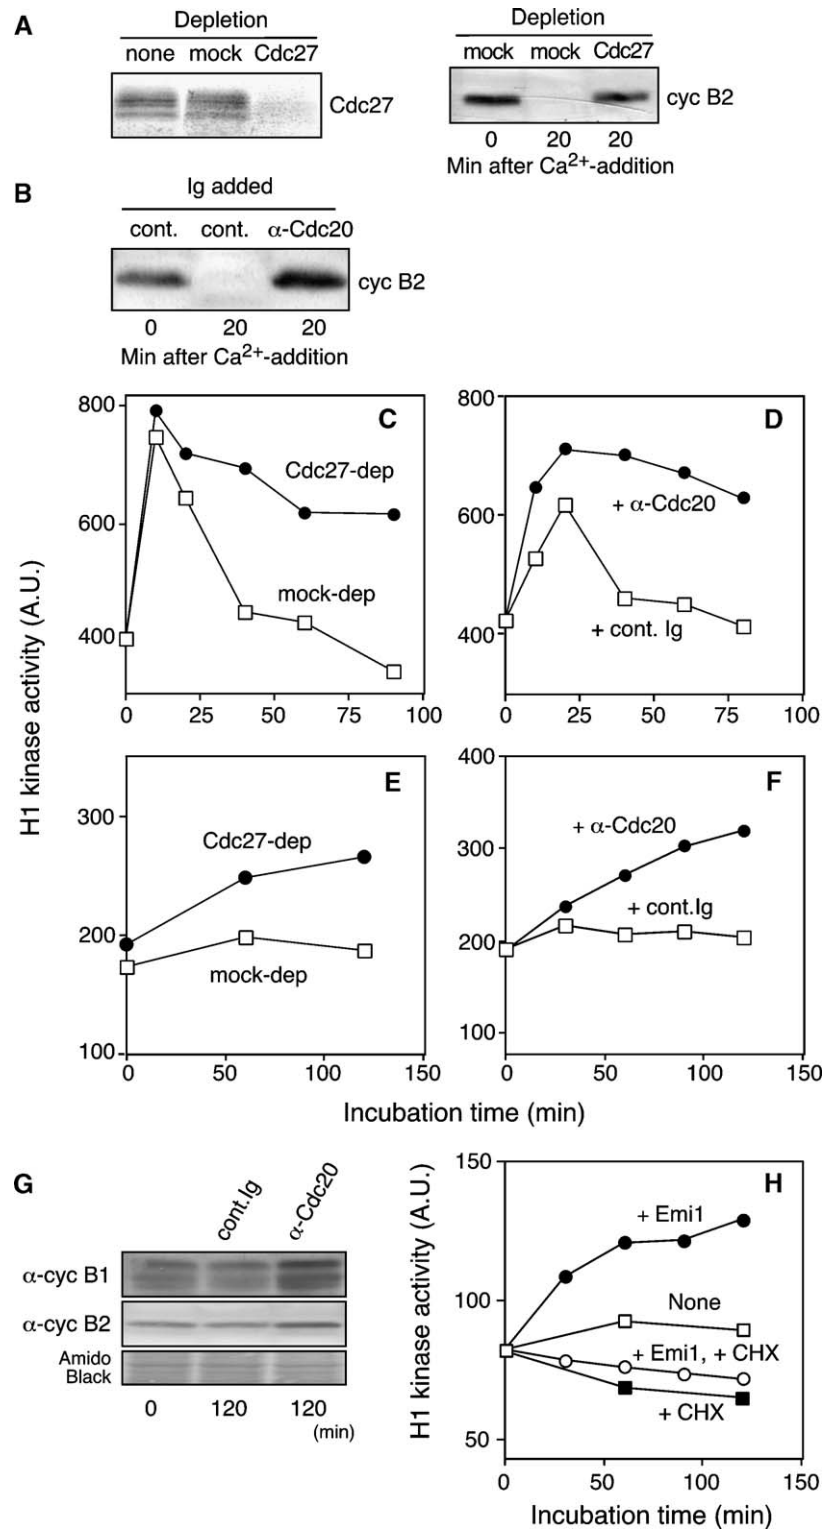 A
Depletion
none mock Cdc27
Cdc27
Depletion
mock mock Cdc27
cyc B2
0 20 20
Min after Ca2+-addition
B
Ig added
cont. cont. α-Cdc20
cyc B2
0 20 20
Min after Ca2+-addition
H1 kinase activity (A.U.)
C
800
600
400
Cdc27-dep
mock-dep
0 25 50 75 100
D
800
600
400
+ α-Cdc20
+ cont. Ig
0 25 50 75 100
E
300
200
100
Cdc27-dep
mock-dep
0 50 100 150
F
400
300
200
100
+ α-Cdc20
+ cont.Ig
0 50 100 150
Incubation time (min)
G
cont.Ig
α-Cdc20
α-cyc B1
α-cyc B2
Amido
Black
0 120 120
(min)
H
H1 kinase activity (A.U.)
150
100
50
+ Emi1
None
+ Emi1, + CHX
+ CHX
0 50 100 150
Incubation time (min)